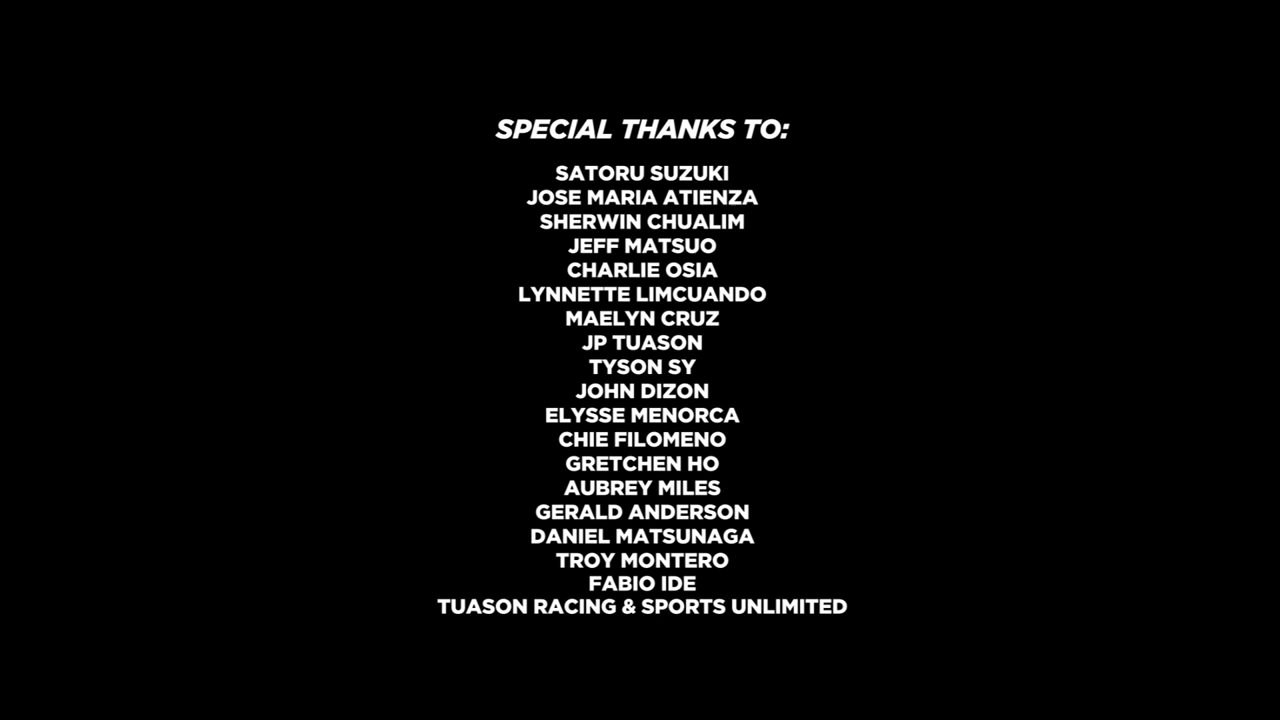 SPECIAL THANKS TO:
SATORU SUZUKI
JOSE MARIA ATIENZA
SHERWIN CHUALIM
JEFF MATSUO
CHARLIE OSIA
LYNNETTE LIMCUANDO
MAELYN CRUZ
JP TUASON
TYSON SY
JOHN DIZON
ELYSSE MENORCA
CHIE FILOMENO
GRETCHEN HO
AUBREY MILES
GERALD ANDERSON
DANIEL MATSUNAGA
TROY MONTERO
FABIO IDE
TUASON RACING & SPORTS UNLIMITED